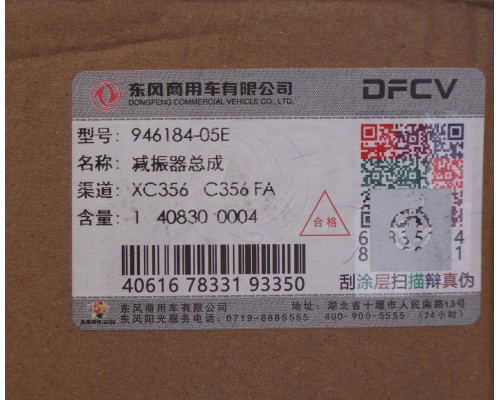 东风商用车有限公司
DONGFENG COMMERCIAL VEHICLE CO., LTD.
DFCV
型号: 946184-05E
名称: 减振器总成
渠道: XC356 C356 FA
含量: 1 40830 0004
合格
40616 78331 93350
刮涂层扫描辩真伪
东风商用车有限公司
地址: 湖北省十堰市人民南路13号
东风阳光服务电话: 0719-8885555 400-900-5555 (24小时)